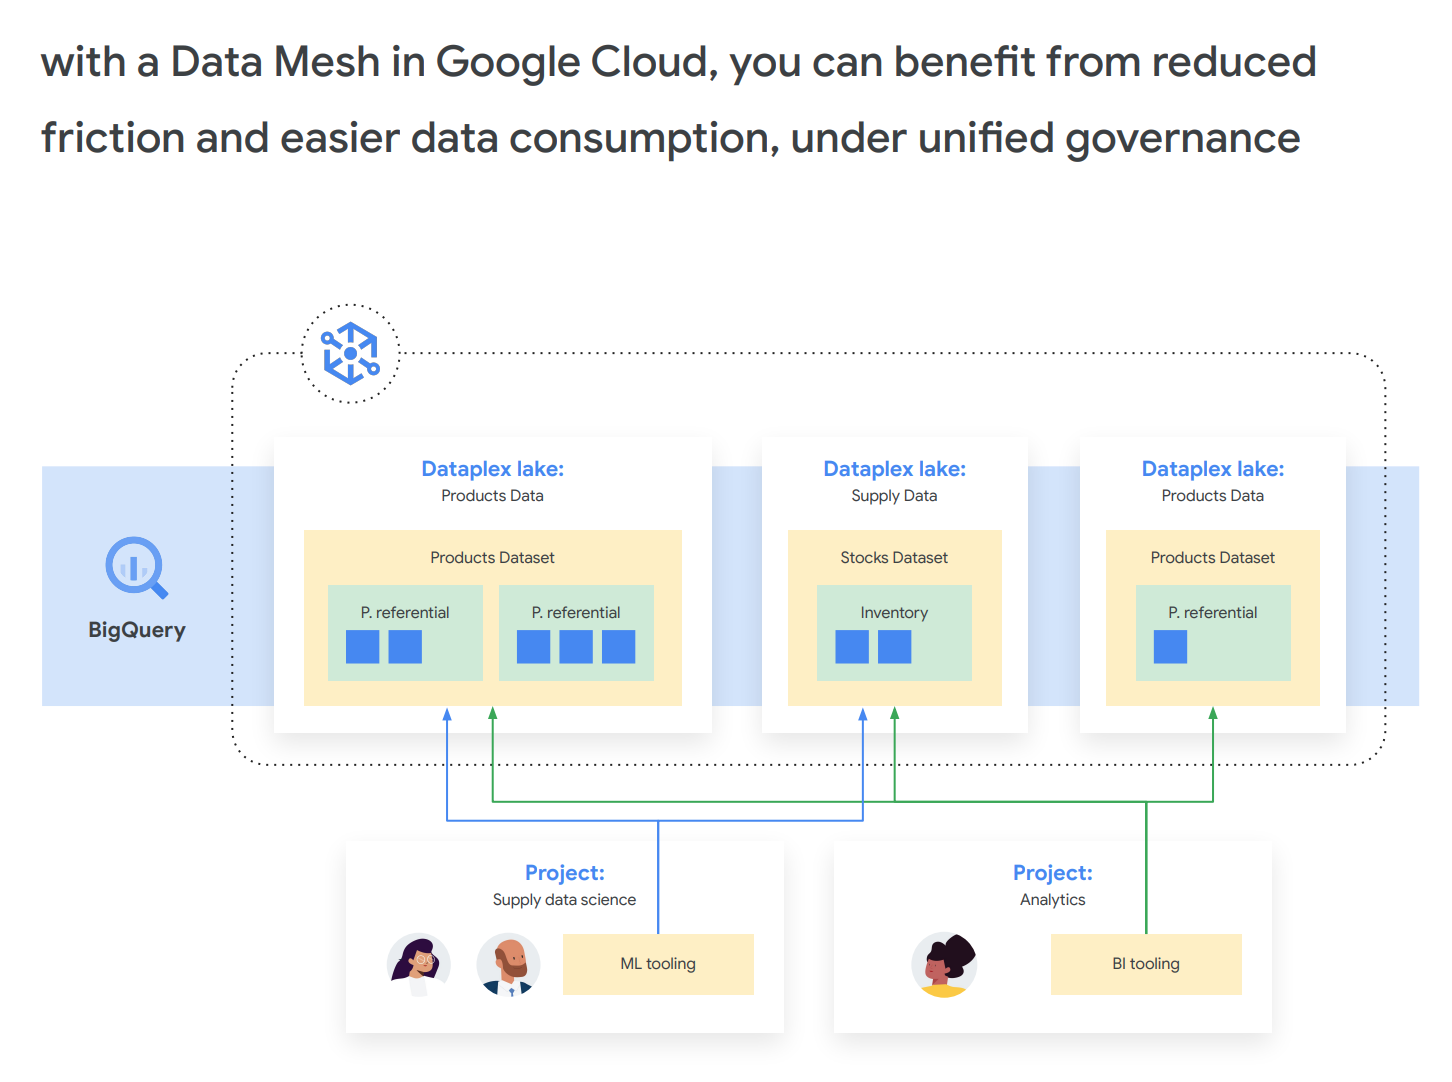 with a Data Mesh in Google Cloud, you can benefit from reduced
friction and easier data consumption, under unified governance
BigQuery
Dataplex lake:
Products Data
Products Dataset
P. referential
P. referential
Dataplex lake:
Supply Data
Stocks Dataset
Inventory
Dataplex lake:
Products Data
Products Dataset
P. referential
Project:
Supply data science
ML tooling
Project:
Analytics
BI tooling